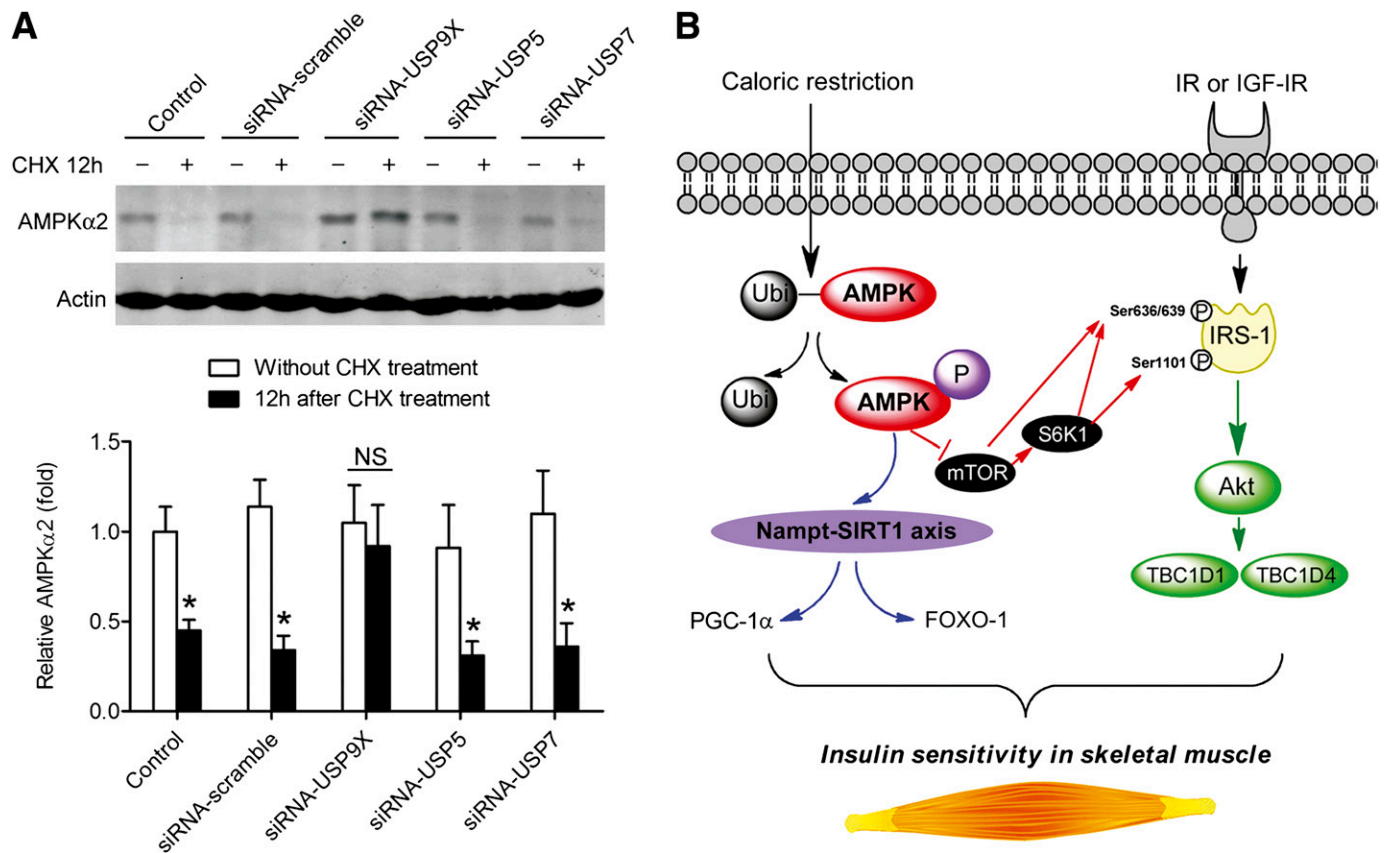 A
Control
siRNA-scramble
siRNA-USP9X
siRNA-USP5
siRNA-USP7
CHX 12h – + – + – + – + – +
AMPKα2
Actin
Without CHX treatment
12h after CHX treatment
Relative AMPKα2 (fold)
1.5
1.0
0.5
0.0
NS
* * * *
Control
siRNA-scramble
siRNA-USP9X
siRNA-USP5
siRNA-USP7
B
Caloric restriction
IR or IGF-IR
Ubi
AMPK
Ser636/639
P
IRS-1
Ser1101
P
Ubi
AMPK
P
mTOR
S6K1
Akt
Nampt-SIRT1 axis
TBC1D1
TBC1D4
PGC-1α
FOXO-1
Insulin sensitivity in skeletal muscle